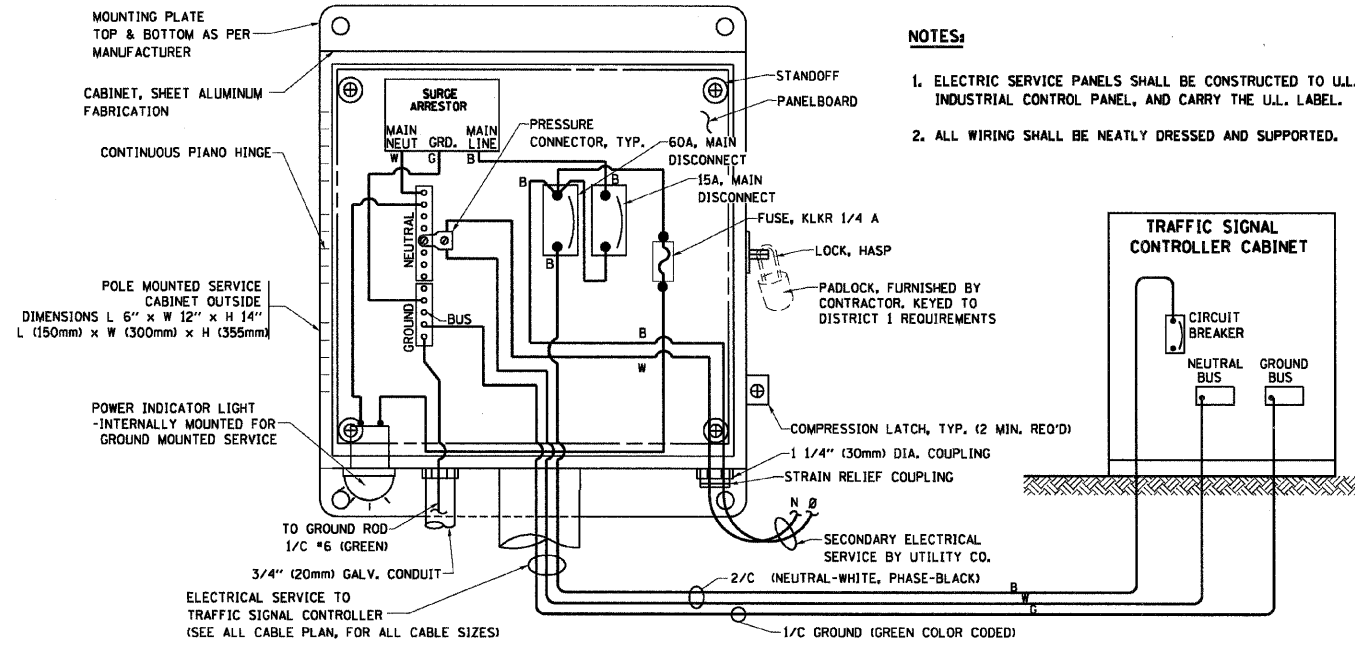 MOUNTING PLATE
TOP & BOTTOM AS PER
MANUFACTURER
CABINET, SHEET ALUMINUM
FABRICATION
CONTINUOUS PIANO HINGE
POLE MOUNTED SERVICE
CABINET OUTSIDE
DIMENSIONS L 6" x W 12" x H 14"
L (150mm) x W (300mm) x H (355mm)
POWER INDICATOR LIGHT
-INTERNALLY MOUNTED FOR
GROUND MOUNTED SERVICE
SURGE
ARRESTOR
MAIN
NEUT
GRD.
MAIN
LINE
W
G
B
PRESSURE
CONNECTOR, TYP.
STANDOFF
PANELBOARD
60A, MAIN
DISCONNECT
15A, MAIN
DISCONNECT
B
B
B
FUSE, KLKR 1/4 A
NEUTRAL
GROUND
BUS
LOCK, HASP
PADLOCK, FURNISHED BY
CONTRACTOR. KEYED TO
DISTRICT 1 REQUIREMENTS
B
W
COMPRESSION LATCH, TYP. (2 MIN. REQ'D)
1 1/4" (30mm) DIA. COUPLING
STRAIN RELIEF COUPLING
N Ø
SECONDARY ELECTRICAL
SERVICE BY UTILITY CO.
TO GROUND ROD
1/C #6 (GREEN)
3/4" (20mm) GALV. CONDUIT
ELECTRICAL SERVICE TO
TRAFFIC SIGNAL CONTROLLER
(SEE ALL CABLE PLAN, FOR ALL CABLE SIZES)
2/C (NEUTRAL-WHITE, PHASE-BLACK)
B
W
G
1/C GROUND (GREEN COLOR CODED)
NOTES:
1. ELECTRIC SERVICE PANELS SHALL BE CONSTRUCTED TO U.L.
INDUSTRIAL CONTROL PANEL, AND CARRY THE U.L. LABEL.
2. ALL WIRING SHALL BE NEATLY DRESSED AND SUPPORTED.
TRAFFIC SIGNAL
CONTROLLER CABINET
CIRCUIT
BREAKER
NEUTRAL
BUS
GROUND
BUS